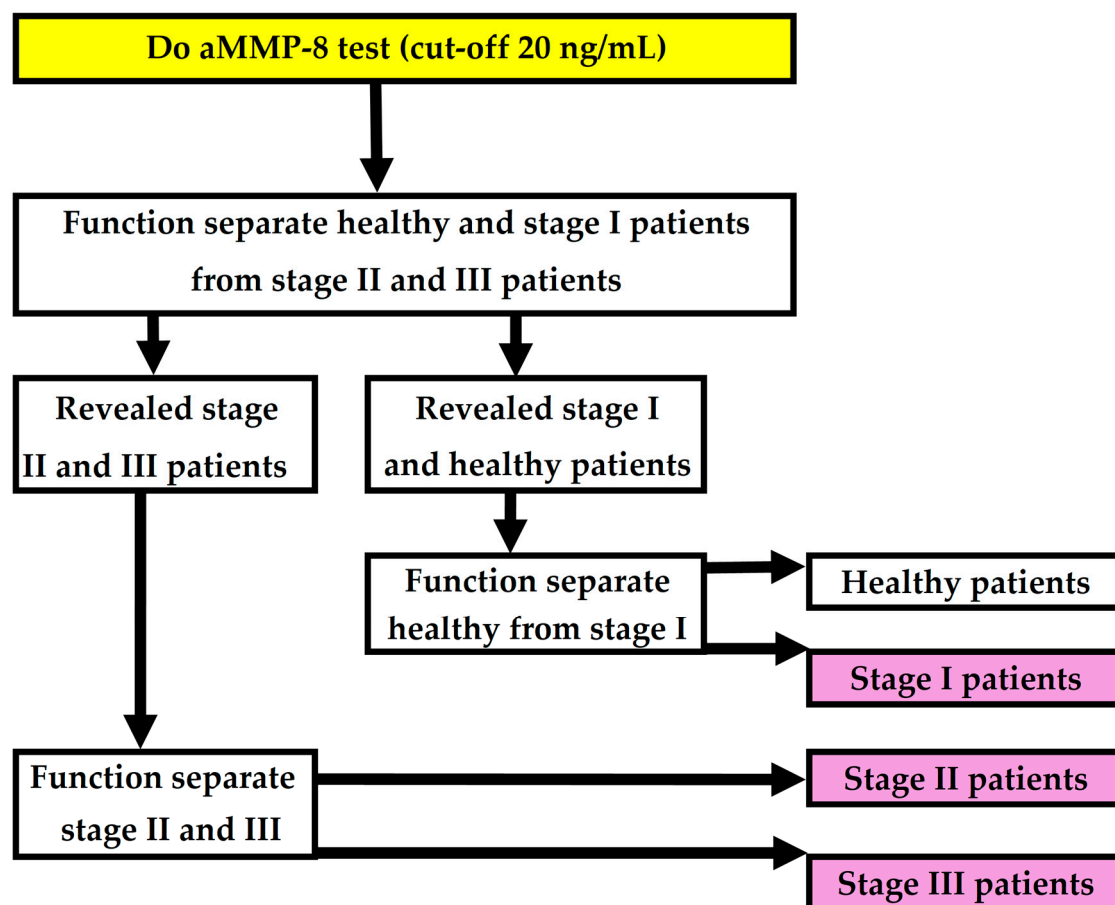 Do aMMP-8 test (cut-off 20 ng/mL)
Function separate healthy and stage I patients
from stage II and III patients
Revealed stage
II and III patients
Revealed stage I
and healthy patients
Function separate
healthy from stage I
Healthy patients
Stage I patients
Function separate
stage II and III
Stage II patients
Stage III patients